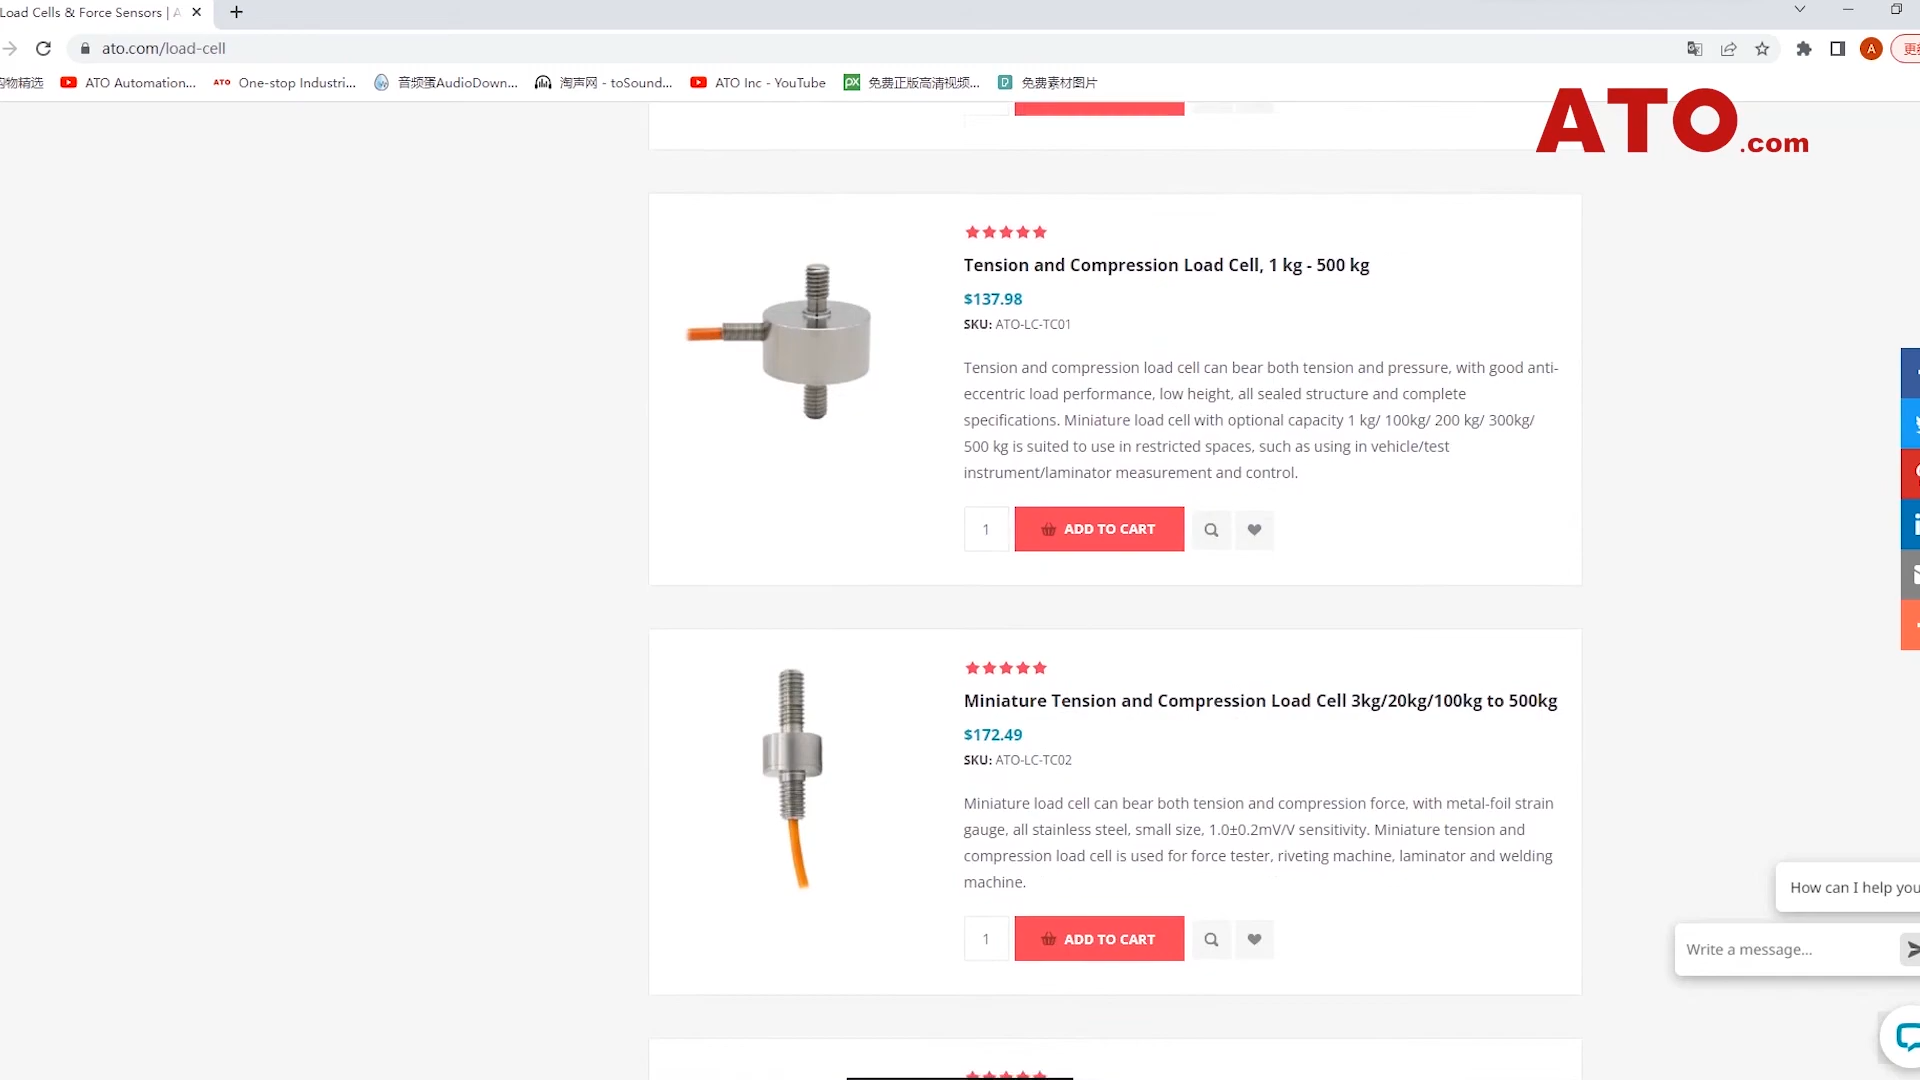 Load Cells & Force Sensors | A
ato.com/load-cell
购物精选
ATO Automation...
ATO One-stop Industri...
音频蛋AudioDown...
淘声网 - toSound...
ATO Inc - YouTube
免费正版高清视频...
免费素材图片
ATO.com
Tension and Compression Load Cell, 1 kg - 500 kg
$137.98
SKU: ATO-LC-TC01
Tension and compression load cell can bear both tension and pressure, with good anti-
eccentric load performance, low height, all sealed structure and complete
specifications. Miniature load cell with optional capacity 1 kg/ 100kg/ 200 kg/ 300kg/
500 kg is suited to use in restricted spaces, such as using in vehicle/test
instrument/laminator measurement and control.
1
ADD TO CART
Miniature Tension and Compression Load Cell 3kg/20kg/100kg to 500kg
$172.49
SKU: ATO-LC-TC02
Miniature load cell can bear both tension and compression force, with metal-foil strain
gauge, all stainless steel, small size, 1.0±0.2mV/V sensitivity. Miniature tension and
compression load cell is used for force tester, riveting machine, laminator and welding
machine.
1
ADD TO CART
How can I help you
Write a message...